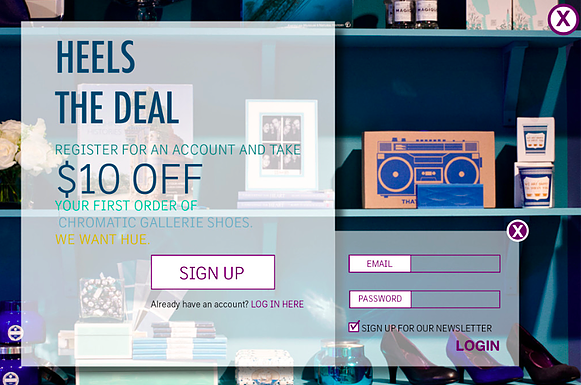 HEELS
THE DEAL
REGISTER FOR AN ACCOUNT AND TAKE
$10 OFF
YOUR FIRST ORDER OF
CHROMATIC GALLERIE SHOES.
WE WANT HUE.
SIGN UP
Already have an account? LOG IN HERE
X
X
EMAIL
PASSWORD
SIGN UP FOR OUR NEWSLETTER
LOGIN